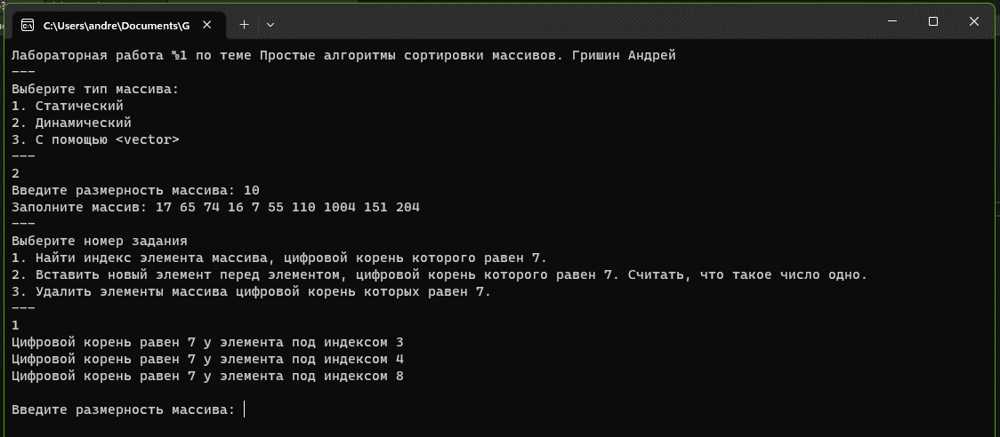 C:\Users\andre\Documents\G
Лабораторная работа №1 по теме Простые алгоритмы сортировки массивов. Гришин Андрей
---
Выберите тип массива:
1. Статический
2. Динамический
3. С помощью <vector>
---
2
Введите размерность массива: 10
Заполните массив: 17 65 74 16 7 55 110 1004 151 204
---
Выберите номер задания
1. Найти индекс элемента массива, цифровой корень которого равен 7.
2. Вставить новый элемент перед элементом, цифровой корень которого равен 7. Считать, что такое число одно.
3. Удалить элементы массива цифровой корень которых равен 7.
---
1
Цифровой корень равен 7 у элемента под индексом 3
Цифровой корень равен 7 у элемента под индексом 4
Цифровой корень равен 7 у элемента под индексом 8
Введите размерность массива: